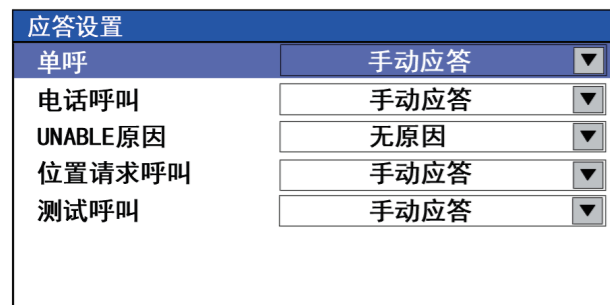 应答设置
单呼 手动应答
电话呼叫 手动应答
UNABLE原因 无原因
位置请求呼叫 手动应答
测试呼叫 手动应答